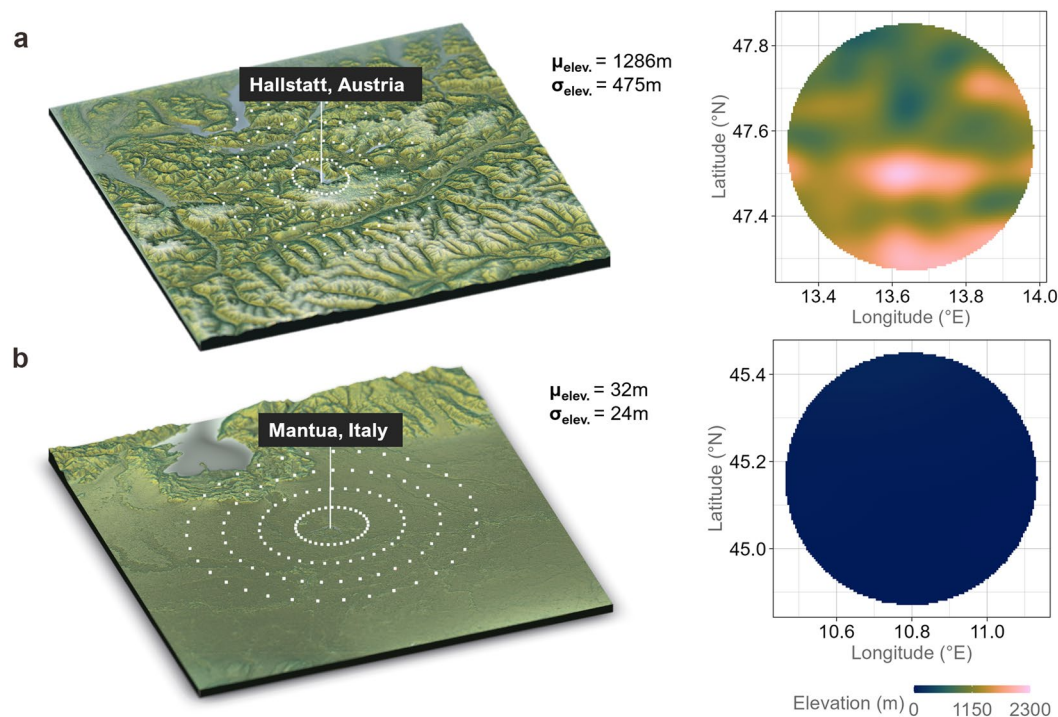 a
Hallstatt, Austria
μelev. = 1286m
σelev. = 475m
47.8
47.6
47.4
Latitude (°N)
13.4 13.6 13.8 14.0
Longitude (°E)
b
Mantua, Italy
μelev. = 32m
σelev. = 24m
45.4
45.2
45.0
Latitude (°N)
10.6 10.8 11.0
Longitude (°E)
Elevation (m) 0 1150 2300